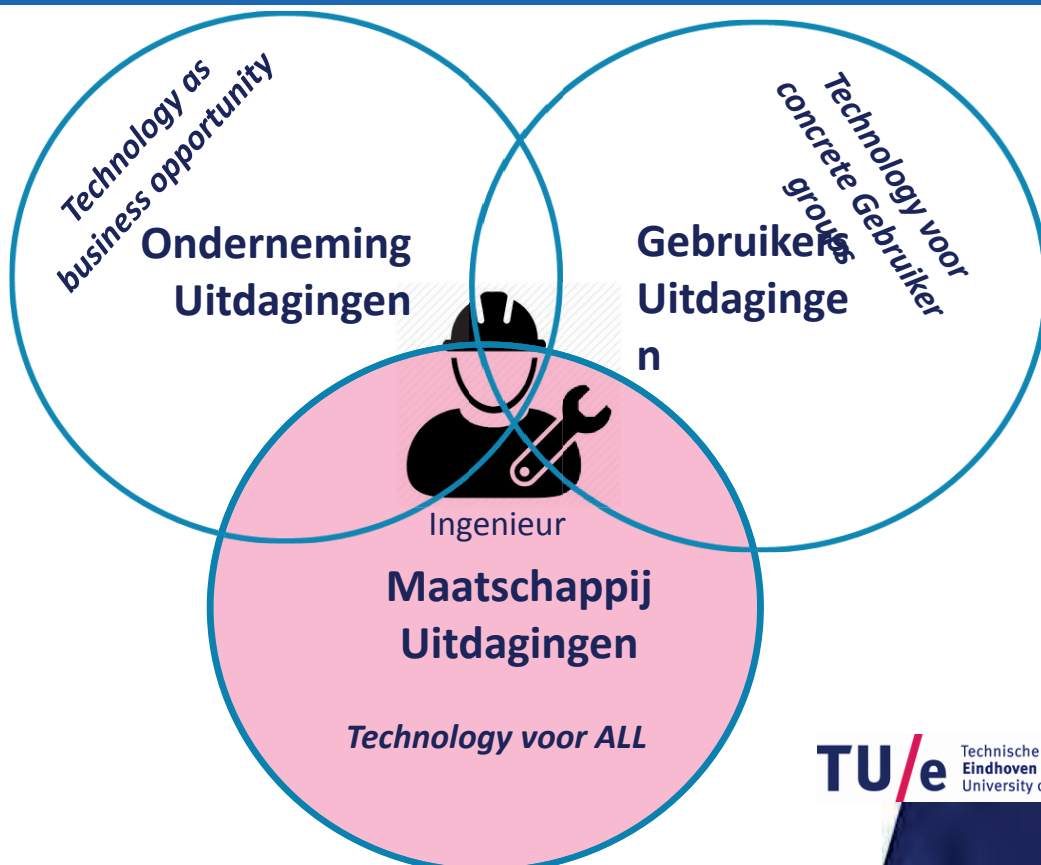 Technology as
business opportunity
Technology voor
concrete Gebruiker
groups
Onderneming
Uitdagingen
Gebruikers
Uitdaginge
n
Ingenieur
Maatschappij
Uitdagingen
Technology voor ALL
TU/e
Technische
Eindhoven
University